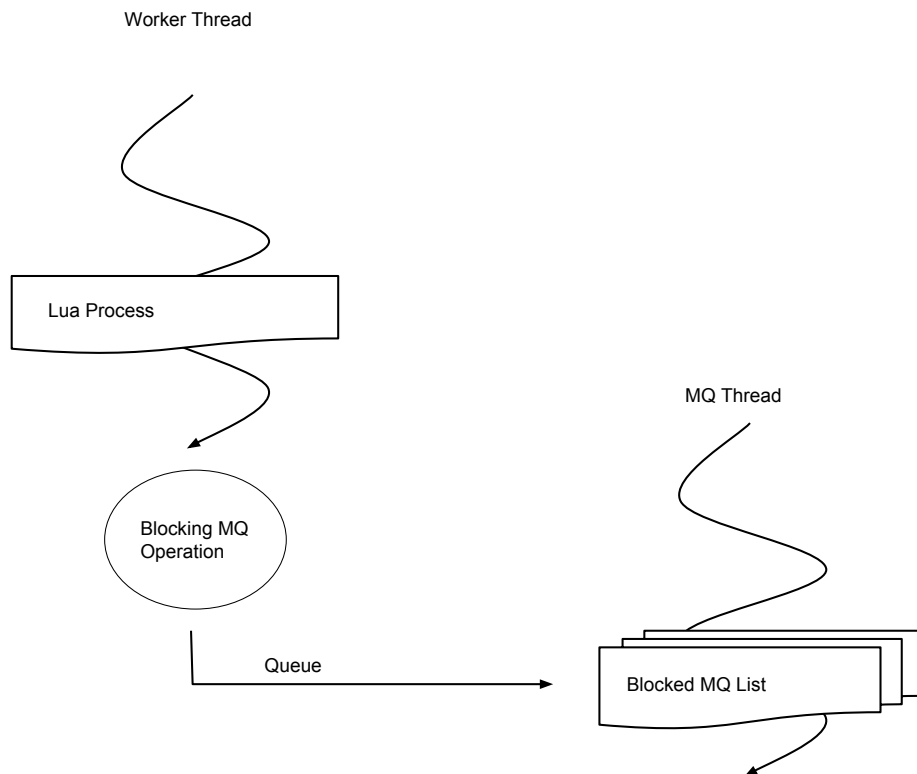 Worker Thread
Lua Process
MQ Thread
Blocking MQ
Operation
Queue
Blocked MQ List